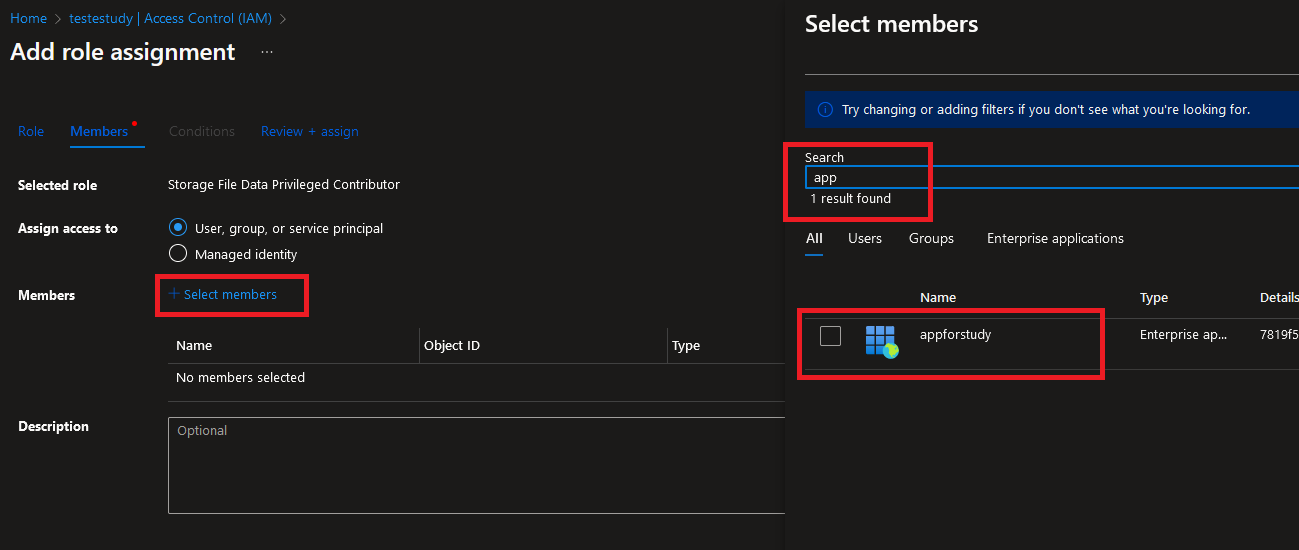 Home > testestudy | Access Control (IAM) >
Add role assignment ...
Role Members Conditions Review + assign
Selected role Storage File Data Privileged Contributor
Assign access to User, group, or service principal
Managed identity
Members + Select members
Name Object ID Type
No members selected
Description Optional
Select members
Try changing or adding filters if you don't see what you're looking for.
Search
app
1 result found
All Users Groups Enterprise applications
Name Type Details
appforstudy Enterprise ap... 7819f5